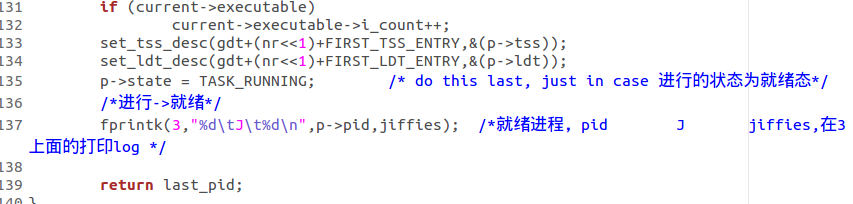 131 if (current->executable)
132 current->executable->i_count++;
133 set_tss_desc(gdt+(nr<<1)+FIRST_TSS_ENTRY,&(p->tss));
134 set_ldt_desc(gdt+(nr<<1)+FIRST_LDT_ENTRY,&(p->ldt));
135 p->state = TASK_RUNNING; /* do this last, just in case 进行的状态为就绪态*/
136 /*进行->就绪*/
137 fprintk(3,"%d\tJ\t%d\n",p->pid,jiffies); /*就绪进程, pid J jiffies,在3
上面的打印log */
138
139 return last_pid;
140 }